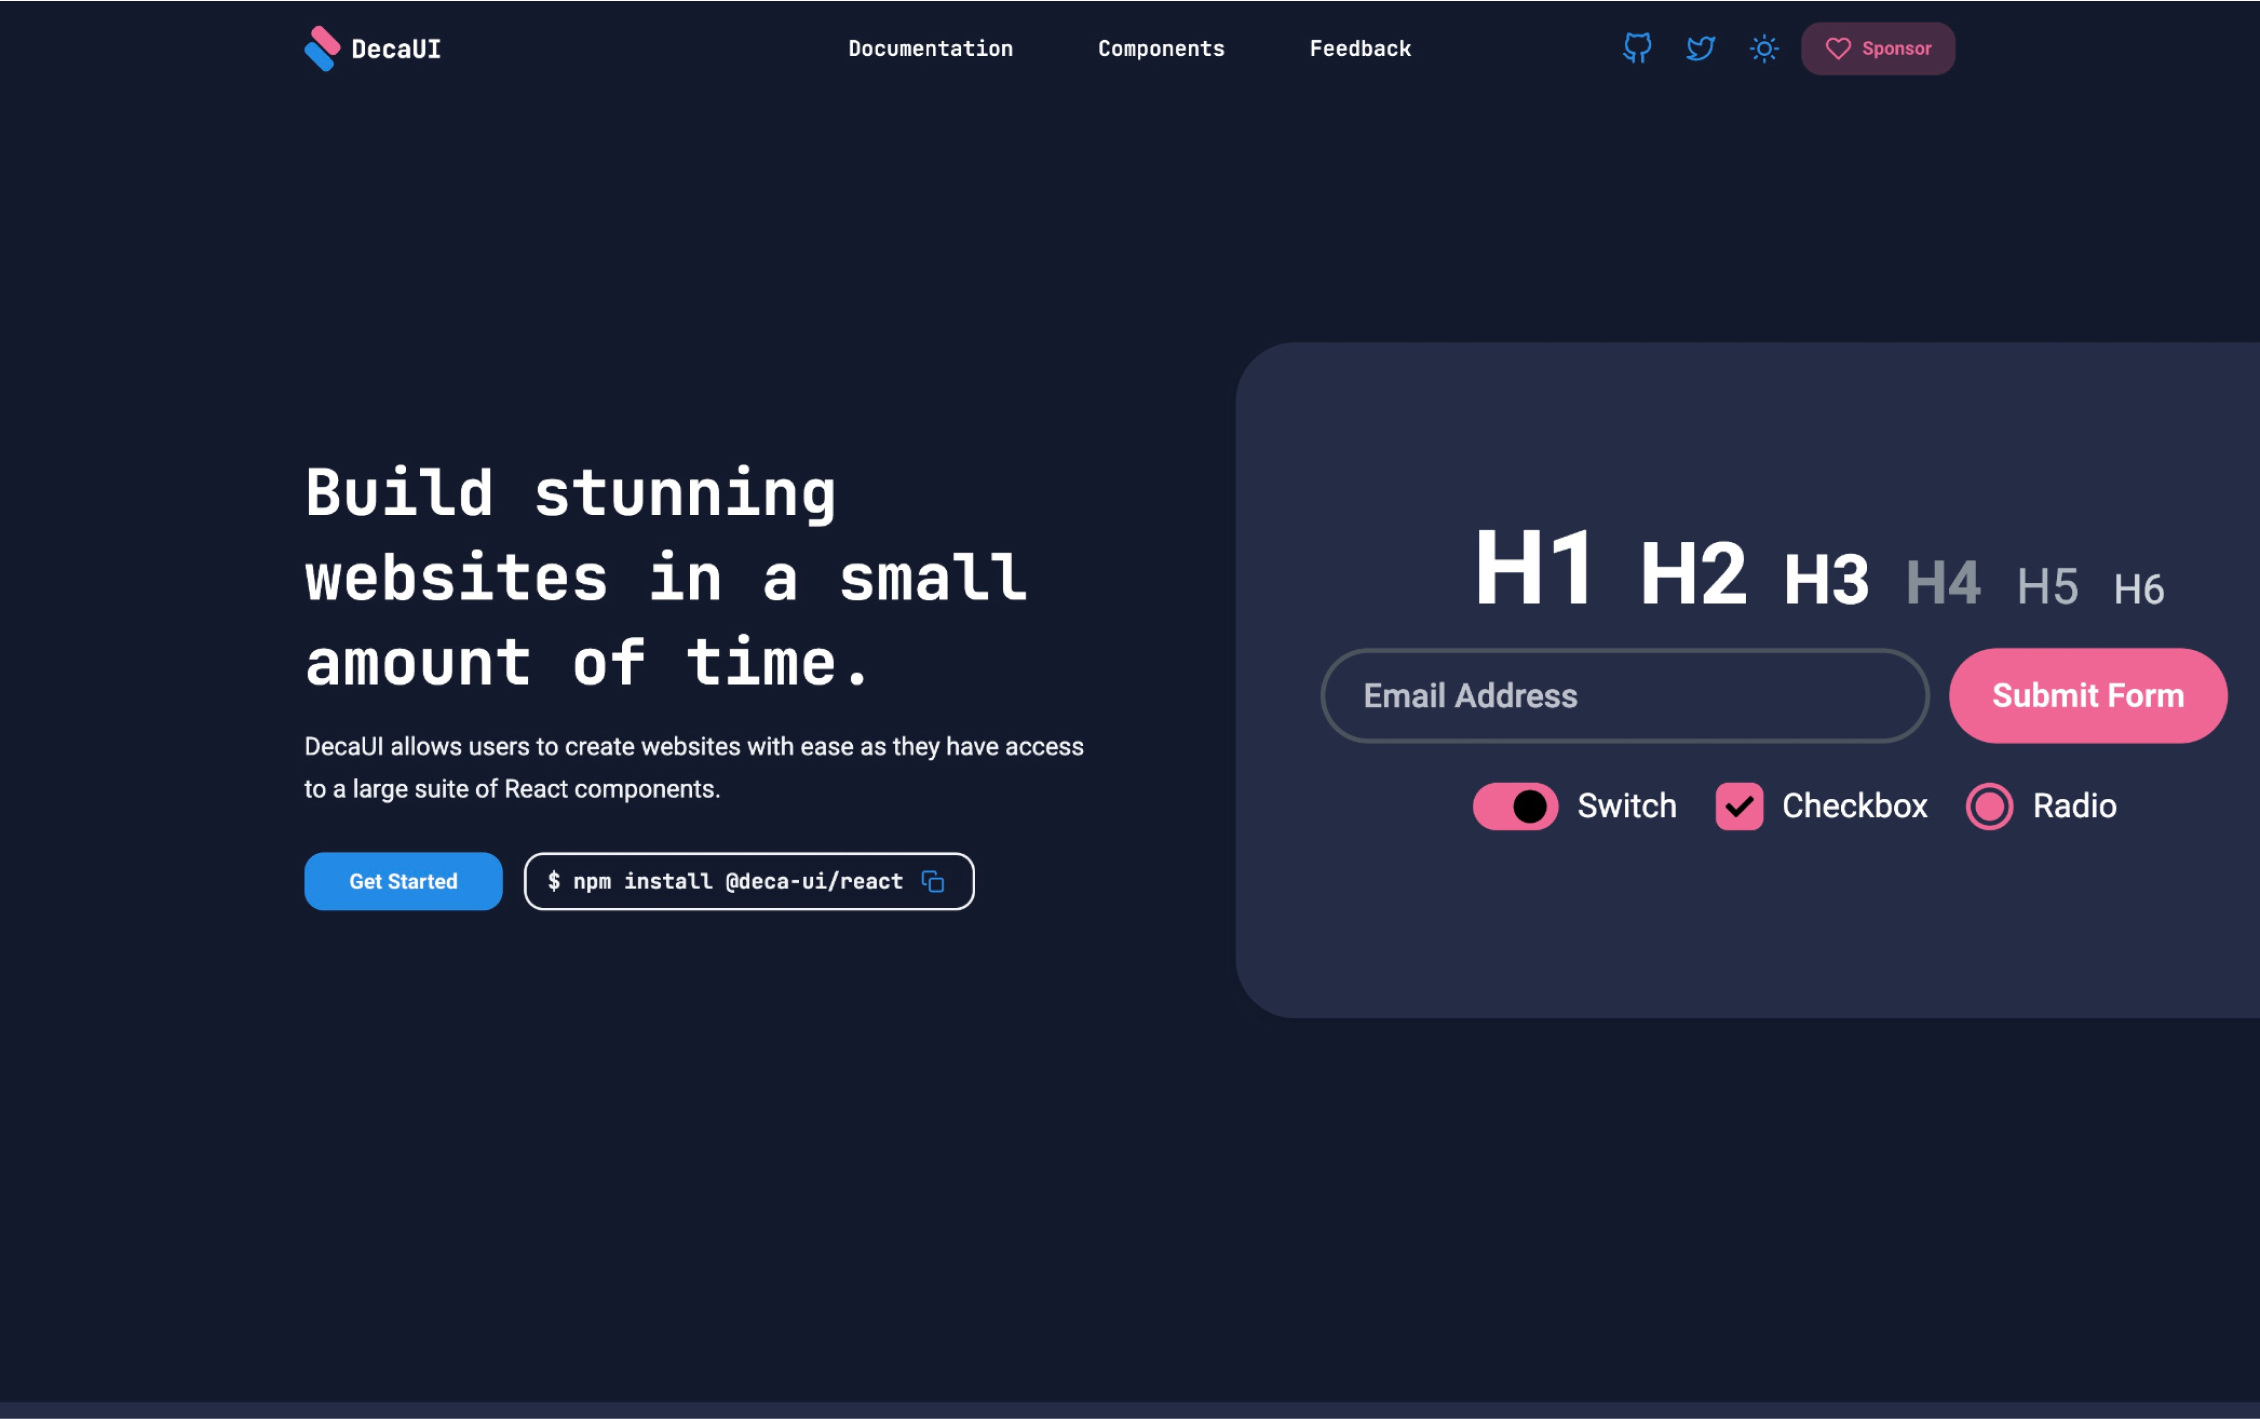 DecaUI
Documentation
Components
Feedback
Sponsor
Build stunning
websites in a small
amount of time.
DecaUI allows users to create websites with ease as they have access
to a large suite of React components.
Get Started
$ npm install @deca-ui/react
H1 H2 H3 H4 H5 H6
Email Address
Submit Form
Switch
Checkbox
Radio